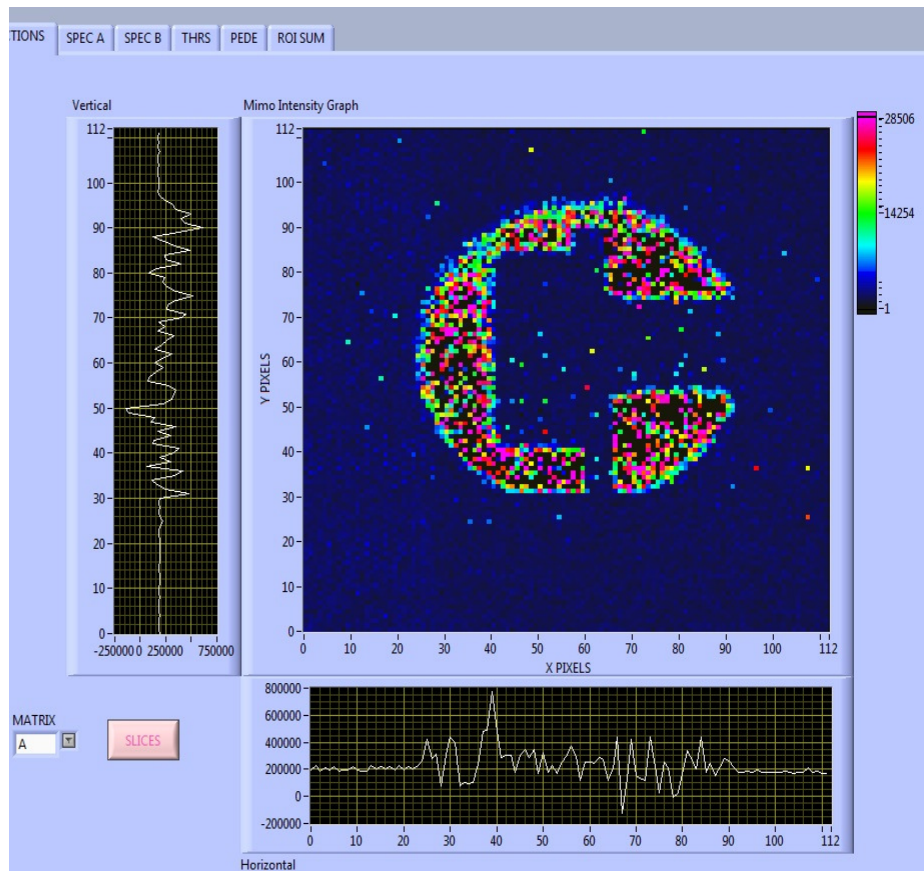 TIONS SPEC A SPEC B THRS PEDE ROI SUM
Vertical
112
100
90
80
70
60
50
40
30
20
10
0
-250000 0 250000 750000
Mimo Intensity Graph
112
100
90
80
70
60
50
40
30
20
10
0
Y PIXELS
0 10 20 30 40 50 60 70 80 90 100 112
X PIXELS
28506
14254
1
MATRIX
A
SLICES
800000
600000
400000
200000
0
-200000
0 10 20 30 40 50 60 70 80 90 100 112
Horizontal